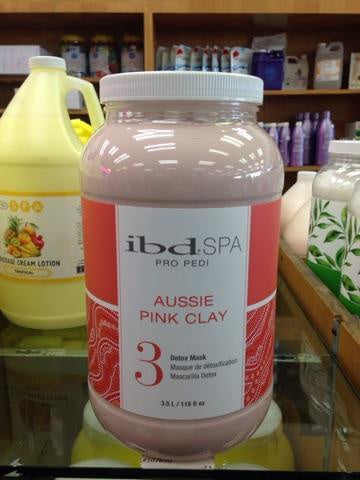 SPA
MASSAGE CREAM LOTION
TROPICAL
ibd SPA
PRO PEDI
AUSSIE
PINK CLAY
3
Detox Mask
Masque de détoxification
Mascarilla Detox
3.5 L / 118 fl oz